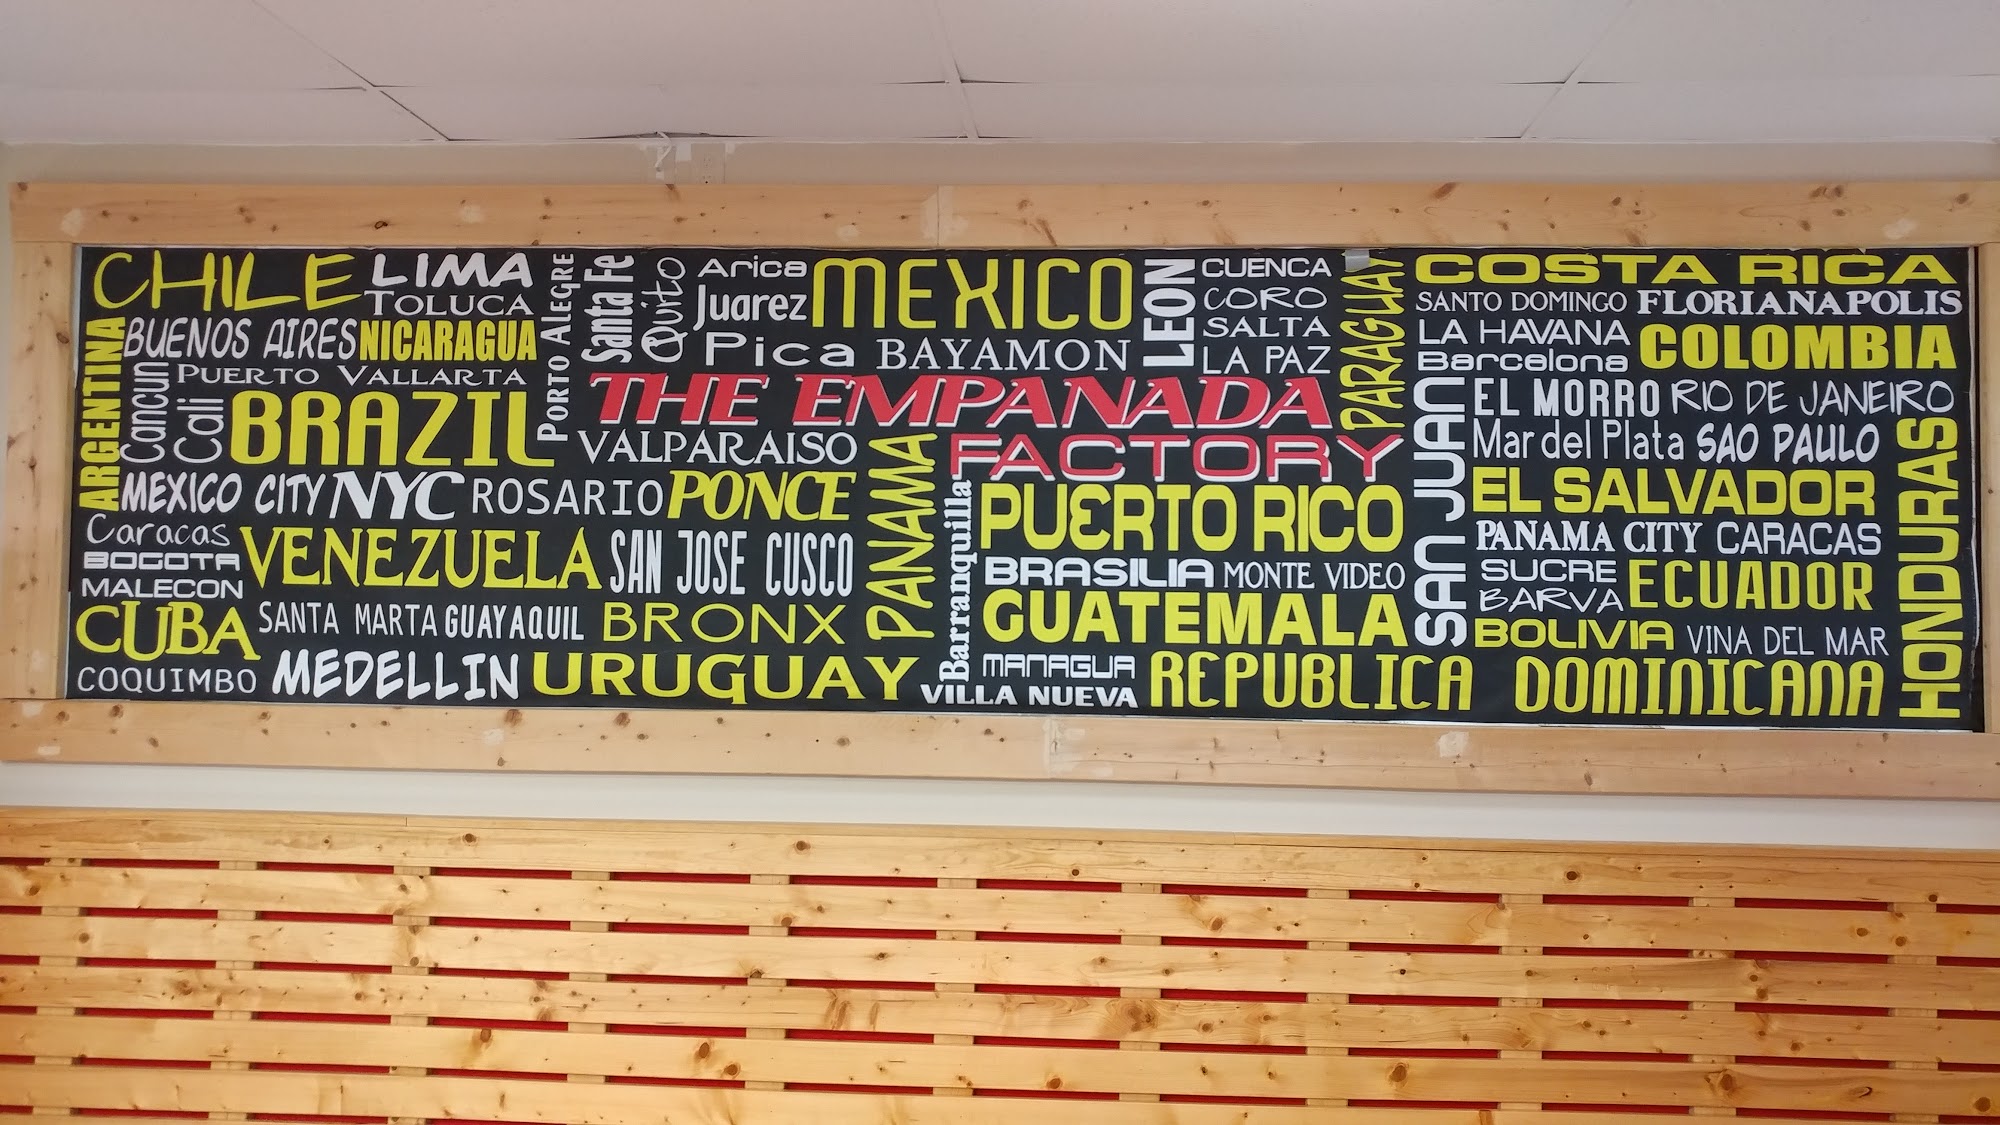 CHILE
LIMA
TOLUCA
ARGENTINA
BUENOS AIRES
NICARAGUA
Cancun
PUERTO VALLARTA
Cali
BRAZIL
PORTO ALEGRE
Santa Fe
Quito
Arica
Juarez
Pica
MEXICO
BAYAMON
LEON
CUENCA
CORO
SALTA
LA PAZ
PARAGUAY
COSTA RICA
SANTO DOMINGO
FLORIANAPOLIS
LA HAVANA
Barcelona
COLOMBIA
THE EMPANADA
FACTORY
VALPARAISO
MEXICO CITY
NYC
ROSARIO
PONCE
PANAMA
Caracas
BOGOTA
MALECON
VENEZUELA
SAN JOSE
CUSCO
CUBA
SANTA MARTA
GUAYAQUIL
BRONX
COQUIMBO
MEDELLIN
URUGUAY
Barranquilla
PUERTO RICO
BRASILIA
MONTE VIDEO
GUATEMALA
MANAGUA
VILLA NUEVA
REPUBLICA DOMINICANA
SAN JUAN
EL MORRO
RIO DE JANEIRO
Mar del Plata
SAO PAULO
EL SALVADOR
PANAMA CITY
CARACAS
SUCRE
BARVA
ECUADOR
BOLIVIA
VINA DEL MAR
HONDURAS